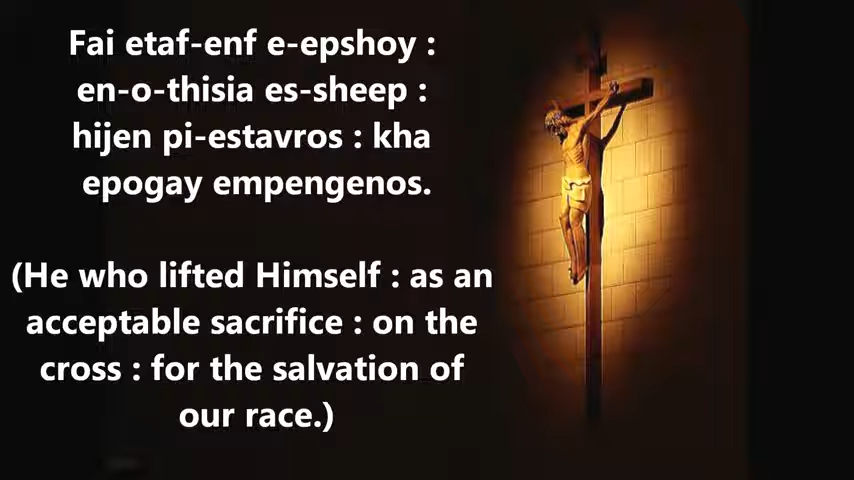 Fai etaf-enf e-epshoy :
en-o-thisia es-sheep :
hijen pi-estavros : kha
epogay empengenos.
(He who lifted Himself : as an
acceptable sacrifice : on the
cross : for the salvation of
our race.)